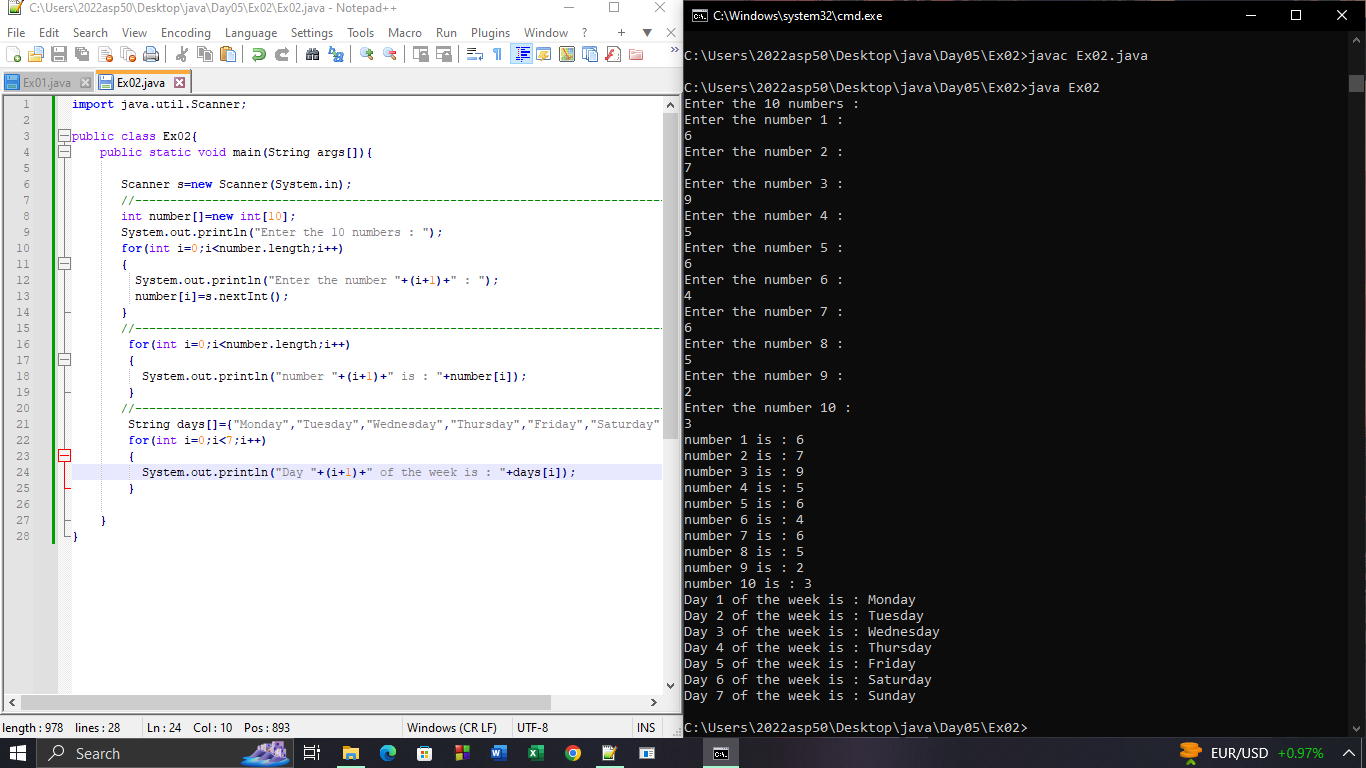 C:\Users\2022asp50\Desktop\java\Day05\Ex02\Ex02.java - Notepad++
File Edit Search View Encoding Language Settings Tools Macro Run Plugins Window ? + ▼ X
Ex01.java
Ex02.java
1 import java.util.Scanner;
2
3 public class Ex02{
4 public static void main(String args[]){
5
6 Scanner s=new Scanner(System.in);
7 //---------------------------------------------------------------------------
8 int number[]=new int[10];
9 System.out.println("Enter the 10 numbers : ");
10 for(int i=0;i<number.length;i++)
11 {
12 System.out.println("Enter the number "+(i+1)+" : ");
13 number[i]=s.nextInt();
14 }
15 //---------------------------------------------------------------------------
16 for(int i=0;i<number.length;i++)
17 {
18 System.out.println("number "+(i+1)+" is : "+number[i]);
19 }
20 //---------------------------------------------------------------------------
21 String days[]={"Monday","Tuesday","Wednesday","Thursday","Friday","Saturday"
22 for(int i=0;i<7;i++)
23 {
24 System.out.println("Day "+(i+1)+" of the week is : "+days[i]);
25 }
26
27 }
28 }
length : 978 lines : 28 Ln : 24 Col : 10 Pos : 893 Windows (CR LF) UTF-8 INS
C:\Windows\system32\cmd.exe
C:\Users\2022asp50\Desktop\java\Day05\Ex02>javac Ex02.java
C:\Users\2022asp50\Desktop\java\Day05\Ex02>java Ex02
Enter the 10 numbers :
Enter the number 1 :
6
Enter the number 2 :
7
Enter the number 3 :
9
Enter the number 4 :
5
Enter the number 5 :
6
Enter the number 6 :
4
Enter the number 7 :
6
Enter the number 8 :
5
Enter the number 9 :
2
Enter the number 10 :
3
number 1 is : 6
number 2 is : 7
number 3 is : 9
number 4 is : 5
number 5 is : 6
number 6 is : 4
number 7 is : 6
number 8 is : 5
number 9 is : 2
number 10 is : 3
Day 1 of the week is : Monday
Day 2 of the week is : Tuesday
Day 3 of the week is : Wednesday
Day 4 of the week is : Thursday
Day 5 of the week is : Friday
Day 6 of the week is : Saturday
Day 7 of the week is : Sunday
C:\Users\2022asp50\Desktop\java\Day05\Ex02>
Search
EUR/USD +0.97%